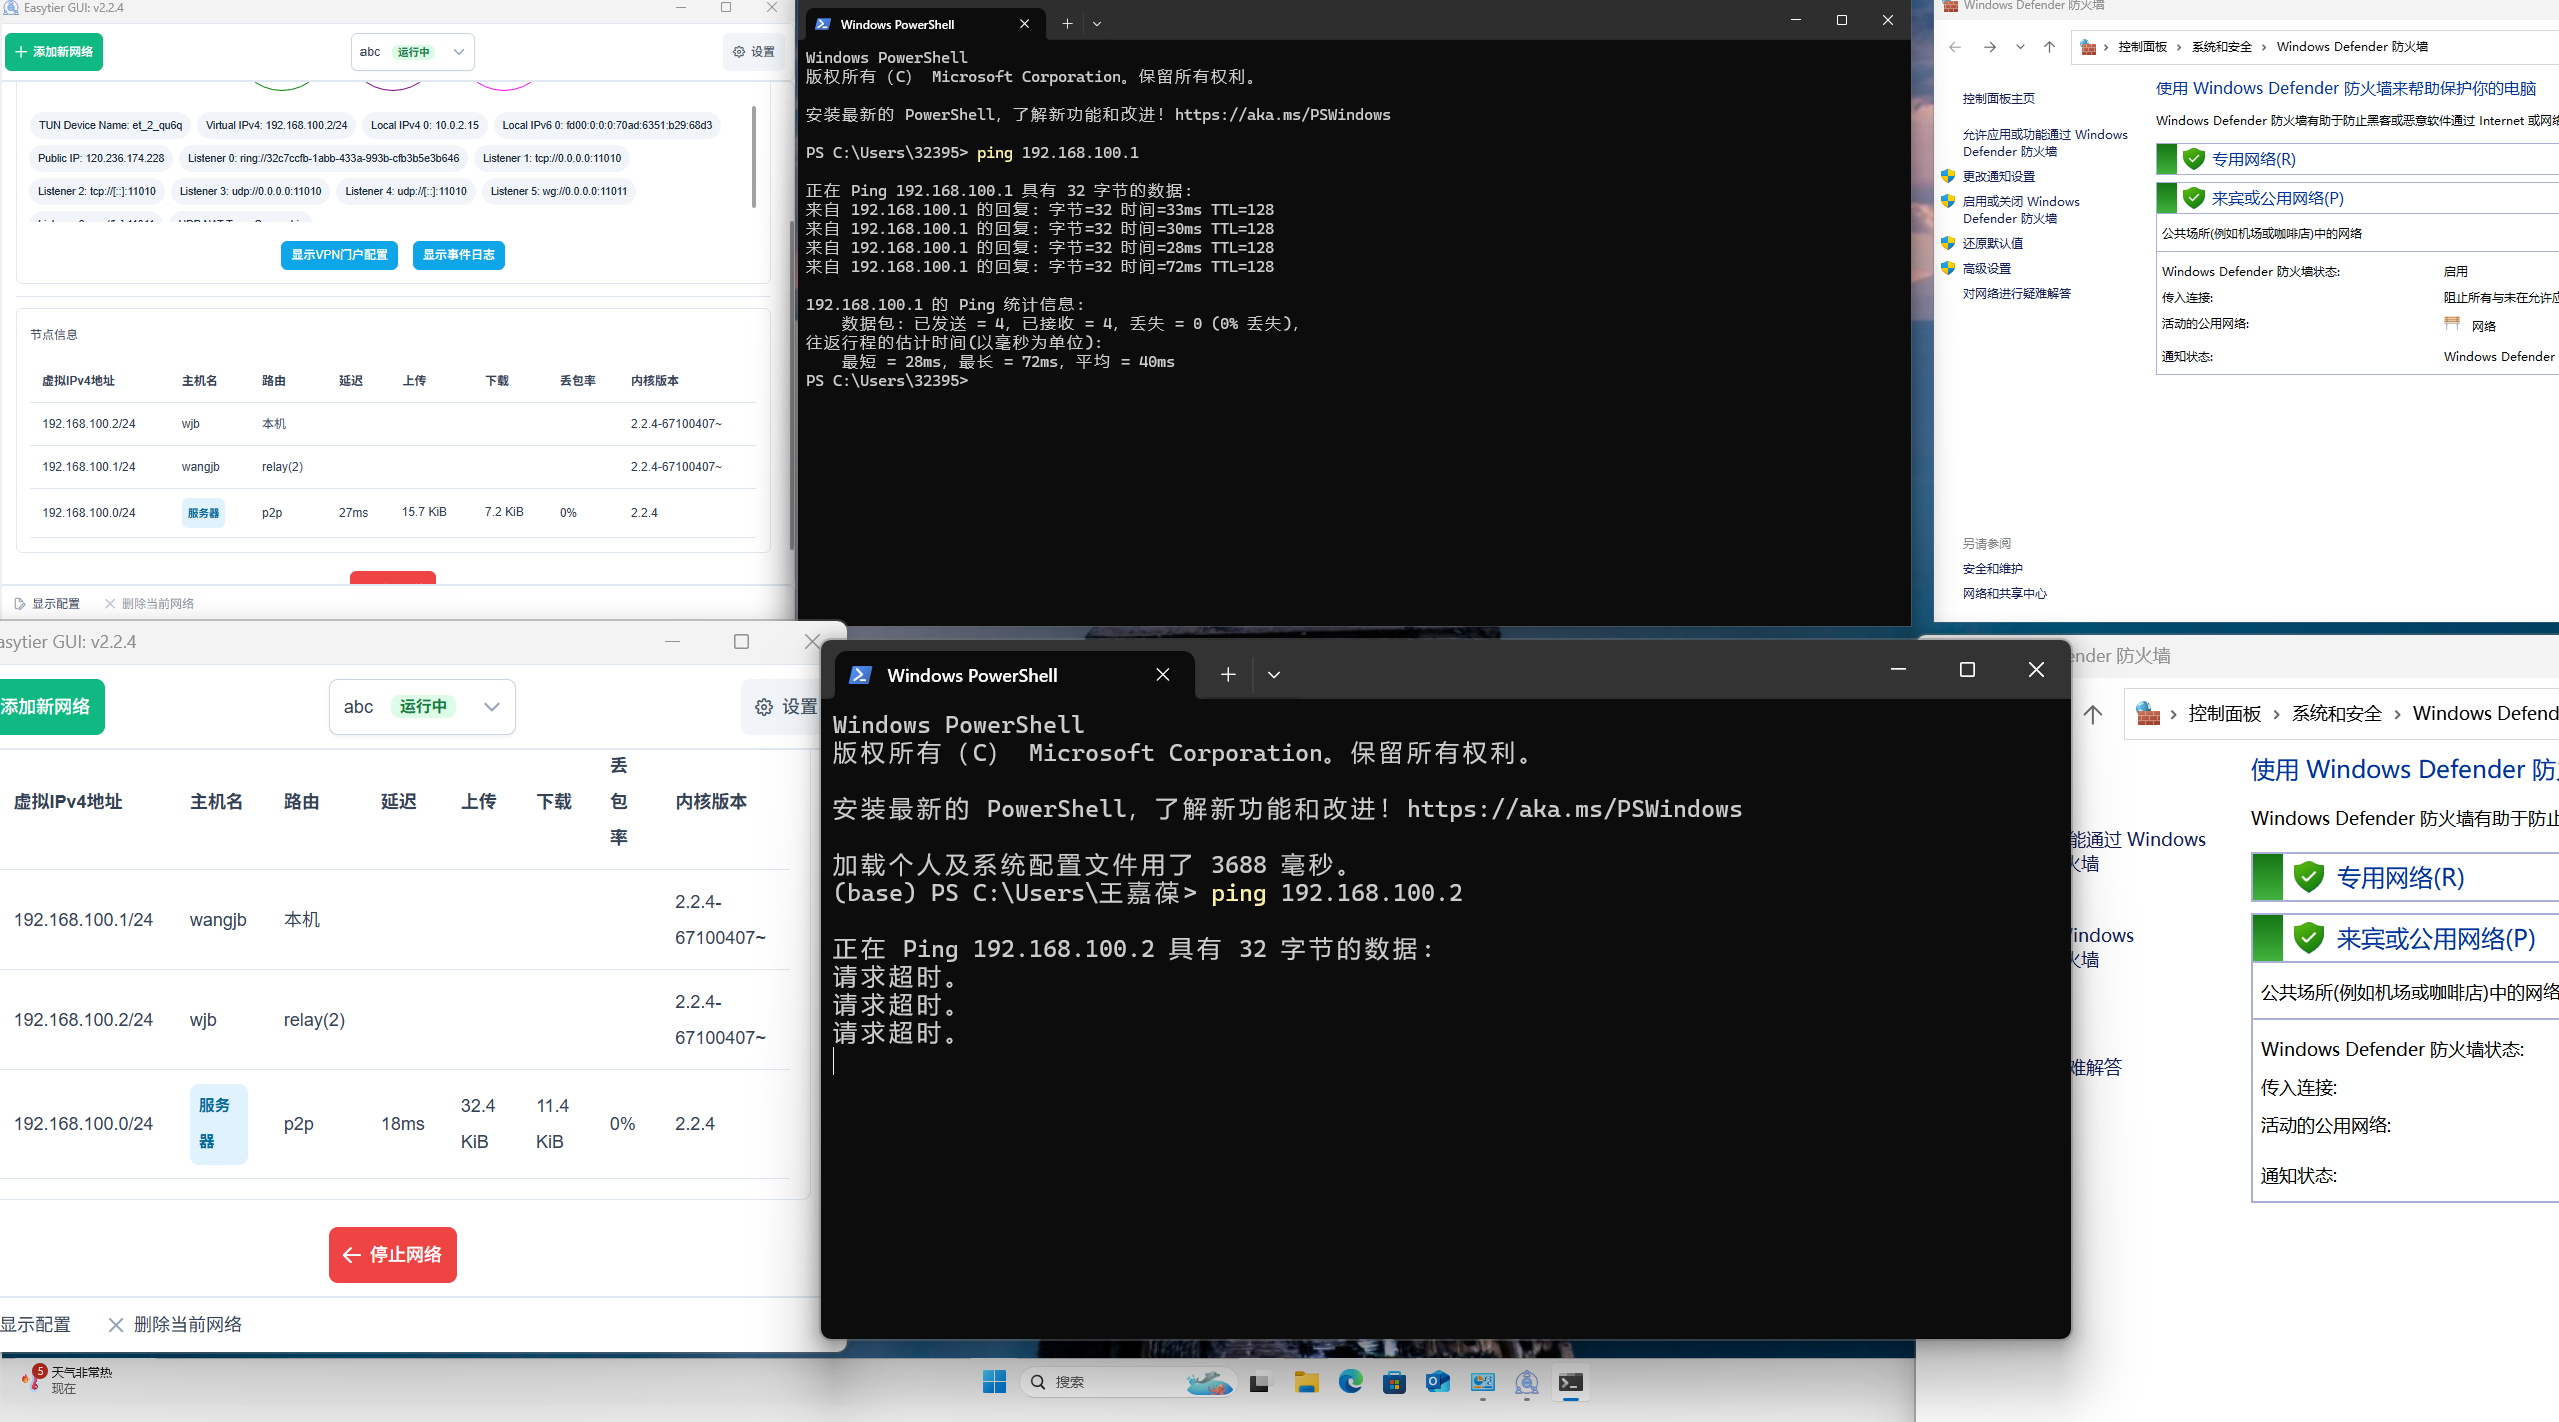 Easytier GUI: v2.2.4
添加新网络
abc 运行中
设置
TUN Device Name: et_2_qu6q
Virtual IPv4: 192.168.100.2/24
Local IPv4 0: 10.0.2.15
Local IPv6 0: fd00:0:0:0:70ad:6351:b29:68d3
Public IP: 120.236.174.228
Listener 0: ring://32c7ccfb-1abb-433a-993b-cfb3b5e3b646
Listener 1: tcp://0.0.0.0:11010
Listener 2: tcp://[::]:11010
Listener 3: udp://0.0.0.0:11010
Listener 4: udp://[::]:11010
Listener 5: wg://0.0.0.0:11011
显示VPN门户配置
显示事件日志
节点信息
虚拟IPv4地址 主机名 路由 延迟 上传 下载 丢包率 内核版本
192.168.100.2/24 wjb 本机 2.2.4-67100407~
192.168.100.1/24 wangjb relay(2) 2.2.4-67100407~
192.168.100.0/24 服务器 p2p 27ms 15.7 KiB 7.2 KiB 0% 2.2.4
显示配置
删除当前网络
Windows PowerShell
Windows PowerShell
版权所有 (C) Microsoft Corporation。保留所有权利。
安装最新的 PowerShell，了解新功能和改进！https://aka.ms/PSWindows
PS C:\Users\32395> ping 192.168.100.1
正在 Ping 192.168.100.1 具有 32 字节的数据:
来自 192.168.100.1 的回复: 字节=32 时间=33ms TTL=128
来自 192.168.100.1 的回复: 字节=32 时间=30ms TTL=128
来自 192.168.100.1 的回复: 字节=32 时间=28ms TTL=128
来自 192.168.100.1 的回复: 字节=32 时间=72ms TTL=128
192.168.100.1 的 Ping 统计信息:
数据包: 已发送 = 4，已接收 = 4，丢失 = 0 (0% 丢失)，
往返行程的估计时间(以毫秒为单位):
最短 = 28ms，最长 = 72ms，平均 = 40ms
PS C:\Users\32395>
Windows Defender 防火墙
控制面板 › 系统和安全 › Windows Defender 防火墙
控制面板主页
允许应用或功能通过 Windows
Defender 防火墙
更改通知设置
启用或关闭 Windows
Defender 防火墙
还原默认值
高级设置
对网络进行疑难解答
另请参阅
安全和维护
网络和共享中心
使用 Windows Defender 防火墙来帮助保护你的电脑
Windows Defender 防火墙有助于防止黑客或恶意软件通过 Internet 或网络
专用网络(R)
来宾或公用网络(P)
公共场所(例如机场或咖啡店)中的网络
Windows Defender 防火墙状态: 启用
传入连接: 阻止所有与未在允许应
活动的公用网络: 网络
通知状态: Windows Defender
asytier GUI: v2.2.4
添加新网络
abc 运行中
设置
虚拟IPv4地址 主机名 路由 延迟 上传 下载 丢包率 内核版本
192.168.100.1/24 wangjb 本机 2.2.4-67100407~
192.168.100.2/24 wjb relay(2) 2.2.4-67100407~
192.168.100.0/24 服务器 p2p 18ms 32.4 KiB 11.4 KiB 0% 2.2.4
停止网络
显示配置
删除当前网络
Windows PowerShell
Windows PowerShell
版权所有 (C) Microsoft Corporation。保留所有权利。
安装最新的 PowerShell，了解新功能和改进！https://aka.ms/PSWindows
加载个人及系统配置文件用了 3688 毫秒。
(base) PS C:\Users\王嘉葆> ping 192.168.100.2
正在 Ping 192.168.100.2 具有 32 字节的数据:
请求超时。
请求超时。
请求超时。
ender 防火墙
控制面板 › 系统和安全 › Windows Defend
能通过 Windows
火墙
indows
火墙
难解答
使用 Windows Defender 防
Windows Defender 防火墙有助于防止
专用网络(R)
来宾或公用网络(P)
公共场所(例如机场或咖啡店)中的网络
Windows Defender 防火墙状态:
传入连接:
活动的公用网络:
通知状态:
5
天气非常热
现在
搜索